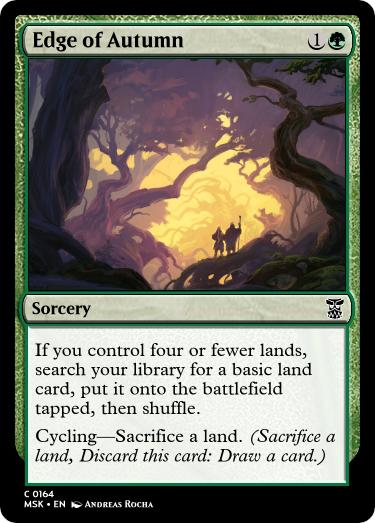 Edge of Autumn 1
Sorcery
If you control four or fewer lands,
search your library for a basic land
card, put it onto the battlefield
tapped, then shuffle.
Cycling—Sacrifice a land. (Sacrifice a
land, Discard this card: Draw a card.)
C 0164
MSK • EN Andreas Rocha